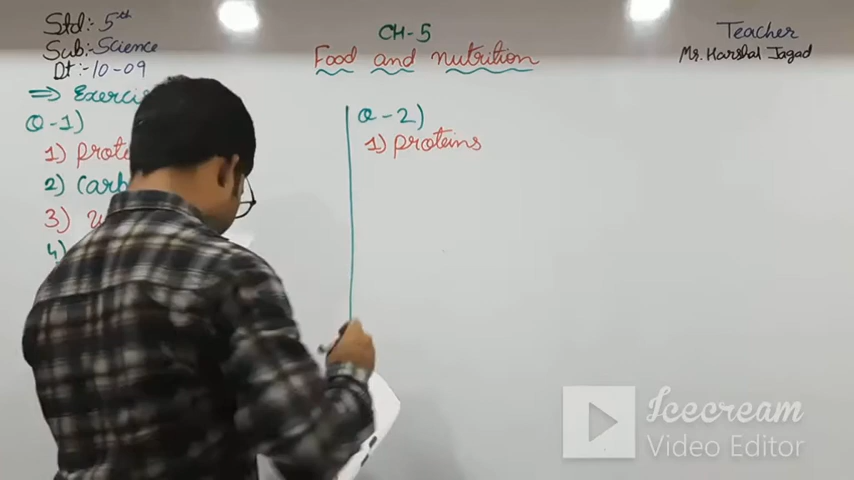 Std:- 5th
Sub:- Science
Dt:- 10-09
CH-5
Food and nutrition
Teacher
Mr. Harshal Jagad
⇒
Q-1)
1)
2)
3)
4)
Q-2)
1) proteins
Icecream
VIDEO EDITOR